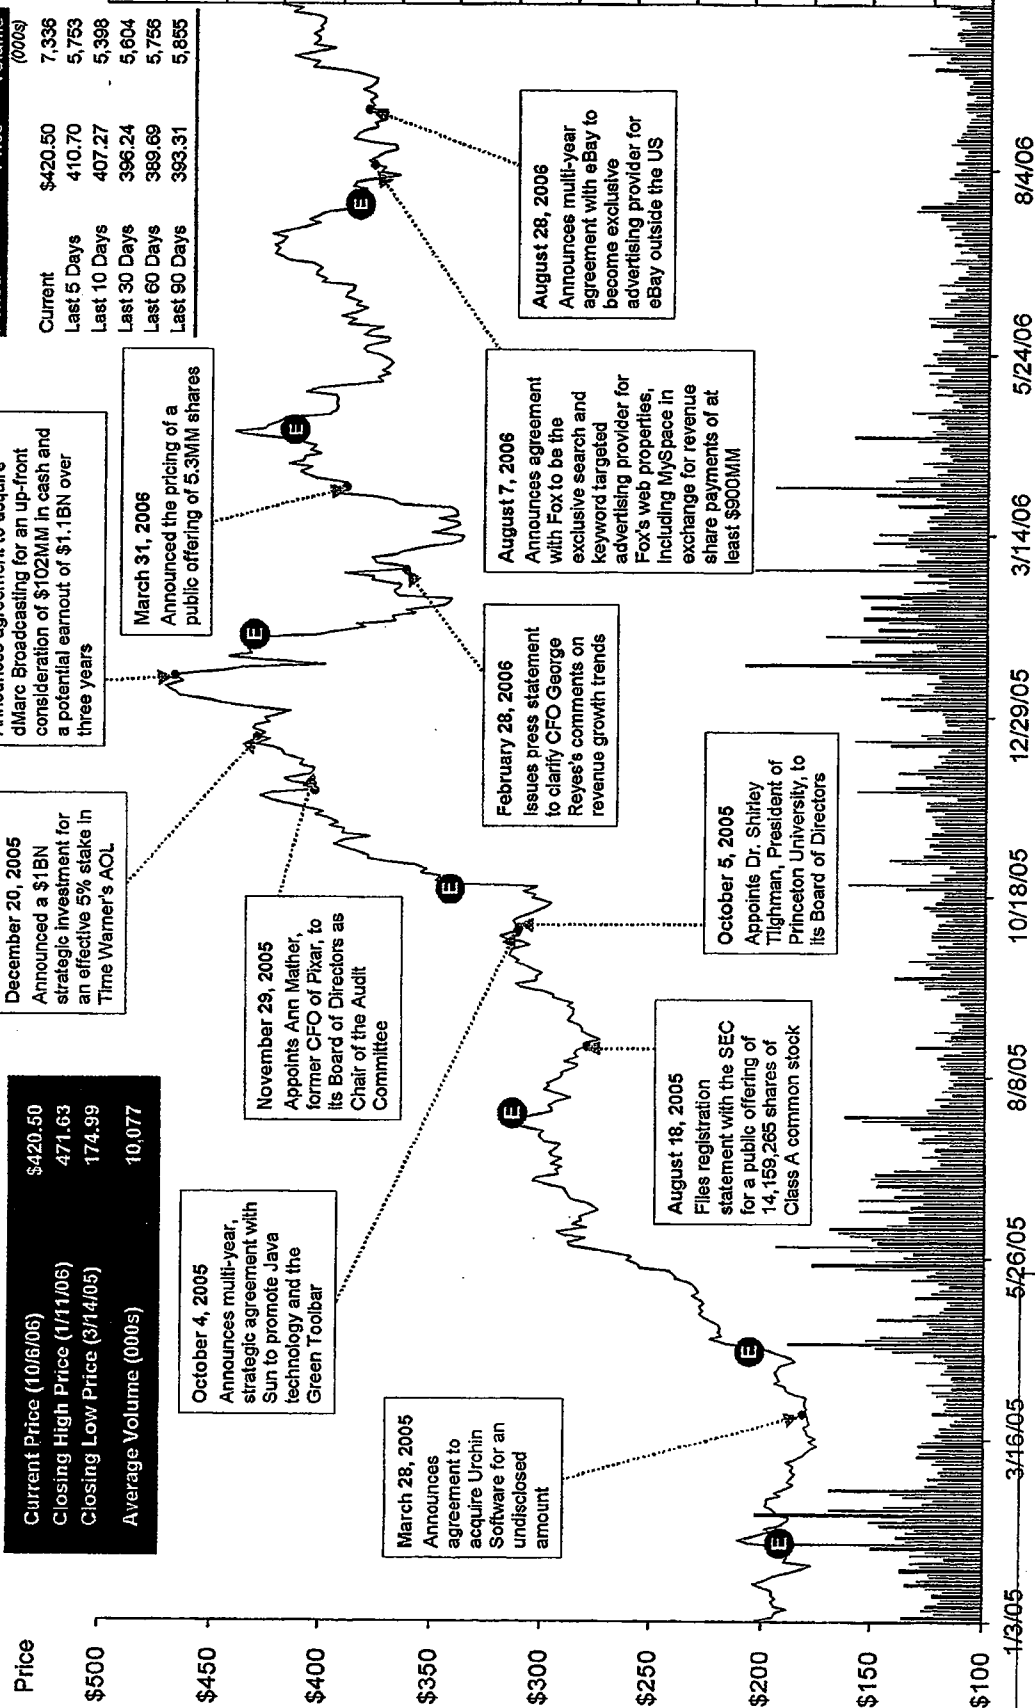 Price
$500
$450
$400
$350
$300
$250
$200
$150
$100
Current Price (10/6/06) $420.50
Closing High Price (1/11/06) 471.63
Closing Low Price (3/14/05) 174.99
Average Volume (000s) 10,077
December 20, 2005
Announced a $1BN
strategic investment for
an effective 5% stake in
Time Warner's AOL
Announces agreement to acquire
dMarc Broadcasting for an up-front
consideration of $102MM in cash and
a potential earnout of $1.1BN over
three years
(000s)
Current $420.50 7,336
Last 5 Days 410.70 5,753
Last 10 Days 407.27 5,398
Last 30 Days 396.24 5,604
Last 60 Days 389.69 5,756
Last 90 Days 393.31 5,855
March 31, 2006
Announced the pricing of a
public offering of 5.3MM shares
October 4, 2005
Announces multi-year,
strategic agreement with
Sun to promote Java
technology and the
Green Toolbar
November 29, 2005
Appoints Ann Mather,
former CFO of Pixar, to
its Board of Directors as
Chair of the Audit
Committee
March 28, 2005
Announces
agreement to
acquire Urchin
Software for an
undisclosed
amount
February 28, 2006
Issues press statement
to clarify CFO George
Reyes's comments on
revenue growth trends
August 7, 2006
Announces agreement
with Fox to be the
exclusive search and
keyword targeted
advertising provider for
Fox's web properties,
Including MySpace in
exchange for revenue
share payments of at
least $900MM
August 28, 2006
Announces multi-year
agreement with eBay to
become exclusive
advertising provider for
eBay outside the US
August 18, 2005
Files registration
statement with the SEC
for a public offering of
14,159,265 shares of
Class A common stock
October 5, 2005
Appoints Dr. Shirley
Tilghman, President of
Princeton University, to
its Board of Directors
E
E
E
E
E
E
E
1/3/05 3/16/05 5/26/05 8/8/05 10/18/05 12/29/05 3/14/06 5/24/06 8/4/06